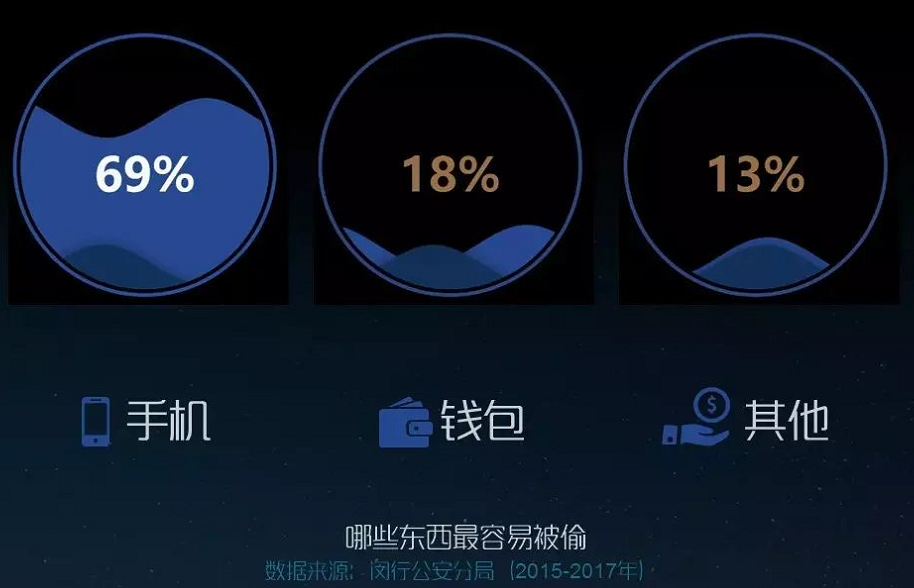 69% 18% 13%
手机 钱包 其他
哪些东西最容易被偷
数据来源: 闵行公安分局 (2015-2017年)